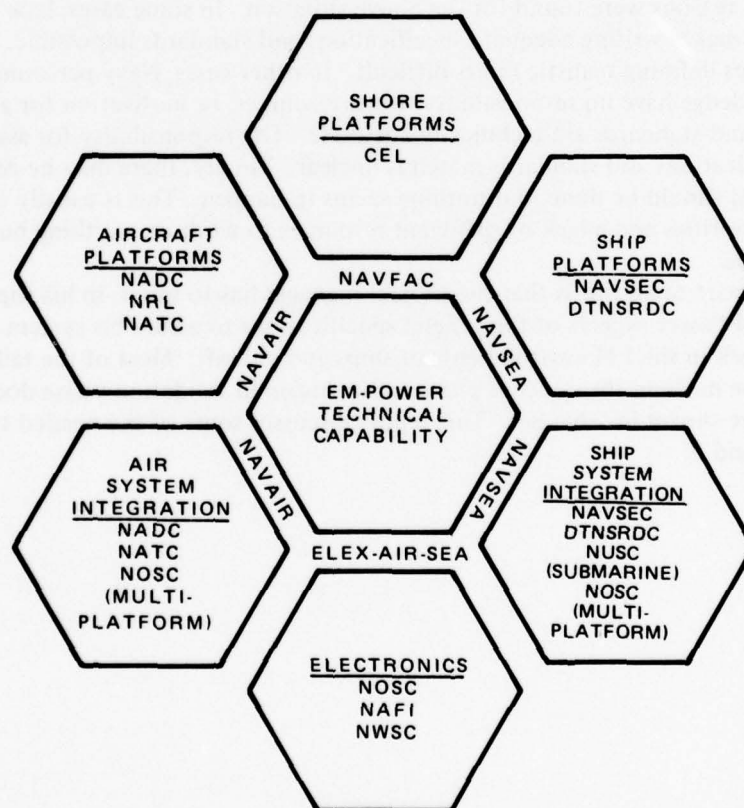 SHORE
PLATFORMS
CEL
AIRCRAFT
PLATFORMS
NADC
NRL
NATC
NAVFAC
SHIP
PLATFORMS
NAVSEC
DTNSRDC
NAVAIR
NAVSEA
EM-POWER
TECHNICAL
CAPABILITY
AIR
SYSTEM
INTEGRATION
NADC
NATC
NOSC
(MULTI-
PLATFORM)
NAVAIR
NAVSEA
SHIP
SYSTEM
INTEGRATION
NAVSEC
DTNSRDC
NUSC
(SUBMARINE)
NOSC
(MULTI-
PLATFORM)
ELEX-AIR-SEA
ELECTRONICS
NOSC
NAFI
NWSC